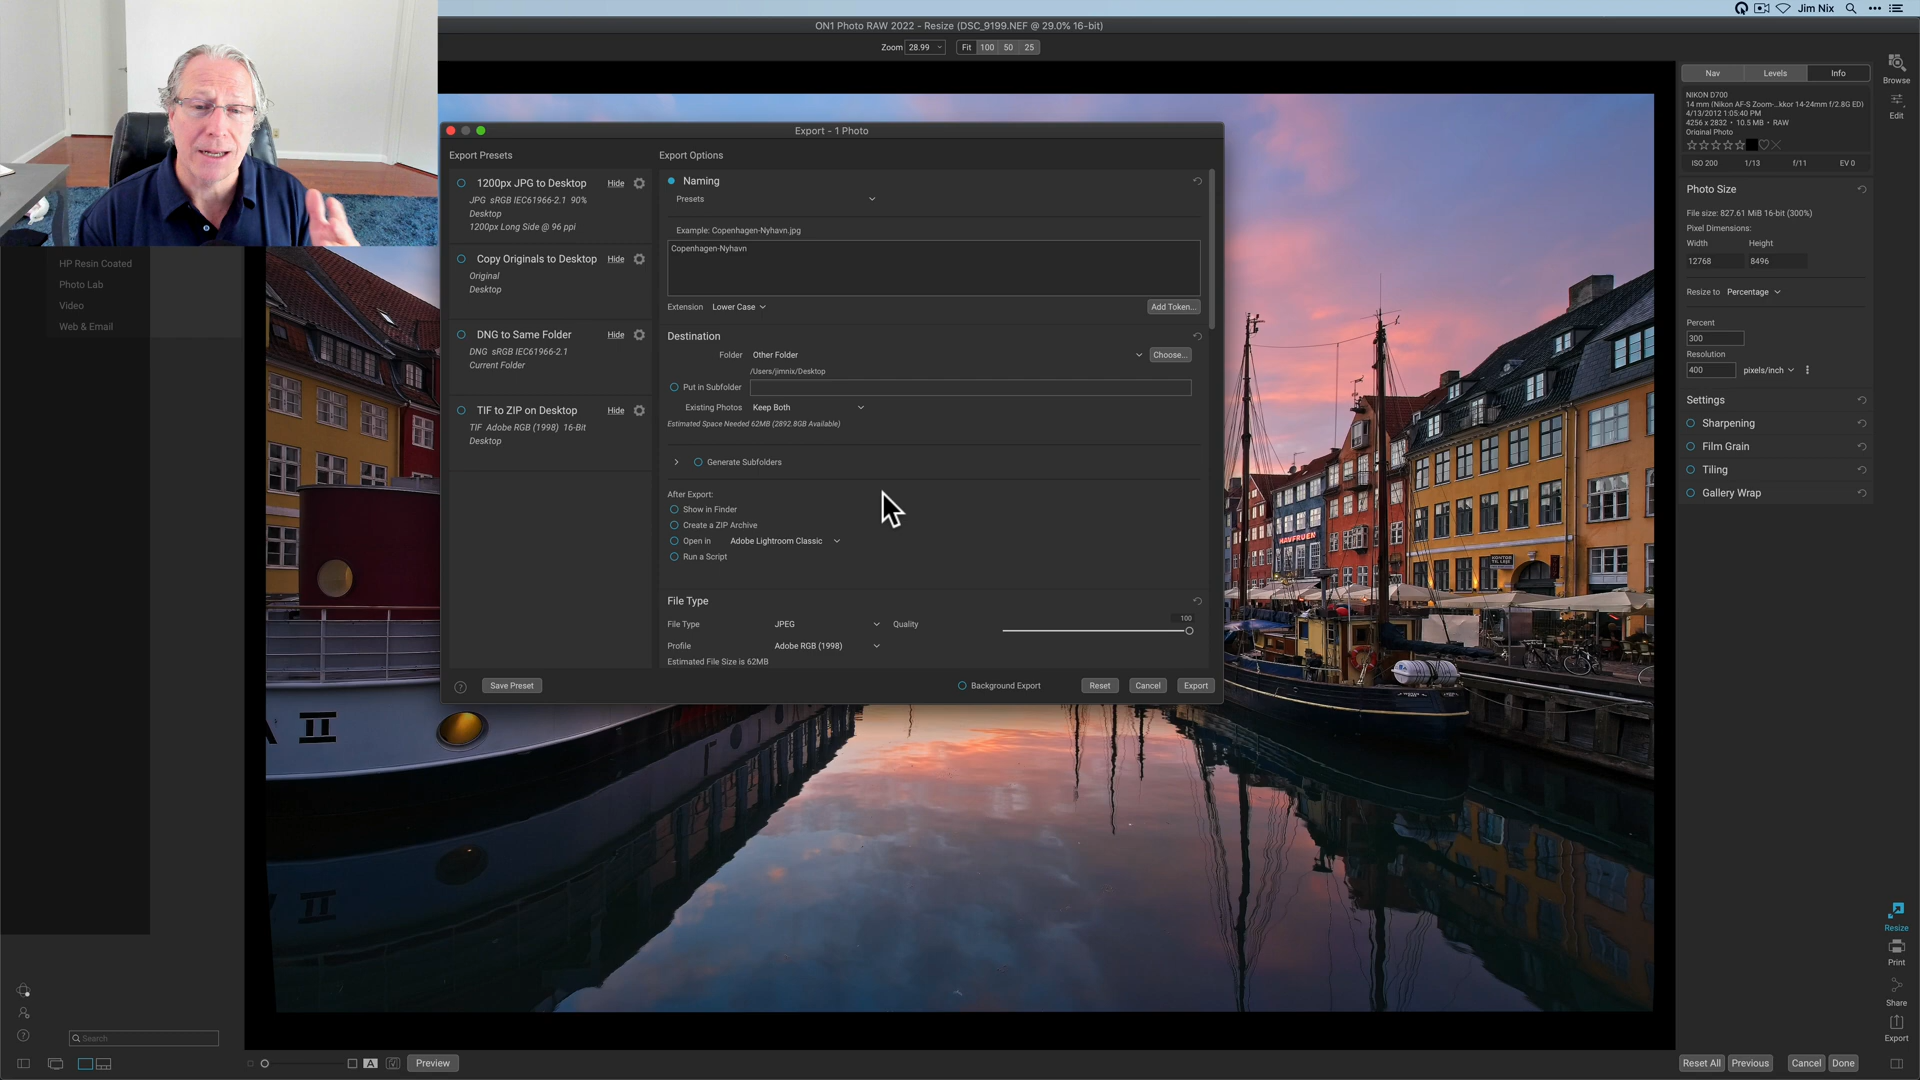 Jim Nix
ON1 Photo RAW 2022 - Resize (DSC_9199.NEF @ 29.0% 16-bit)
Zoom 28.99 Fit 100 50 25
HP Resin Coated
Photo Lab
Video
Web & Email
Export - 1 Photo
Export Presets
1200px JPG to Desktop Hide
JPG sRGB IEC61966-2.1 90%
Desktop
1200px Long Side @ 96 ppi
Copy Originals to Desktop Hide
Original
Desktop
DNG to Same Folder Hide
DNG sRGB IEC61966-2.1
Current Folder
TIF to ZIP on Desktop Hide
TIF Adobe RGB (1998) 16-Bit
Desktop
Export Options
Naming
Presets
Example: Copenhagen-Nyhavn.jpg
Copenhagen-Nyhavn
Extension Lower Case Add Token...
Destination
Folder Other Folder Choose...
/Users/jimnix/Desktop
Put in Subfolder
Existing Photos Keep Both
Estimated Space Needed 62MB (2892.8GB Available)
Generate Subfolders
After Export:
Show in Finder
Create a ZIP Archive
Open in Adobe Lightroom Classic
Run a Script
File Type
File Type JPEG Quality 100
Profile Adobe RGB (1998)
Estimated File Size is 62MB
? Save Preset Background Export Reset Cancel Export
HAVFRUEN
II
Nav Levels Info
NIKON D700
14 mm (Nikon AF-S Zoom-...kkor 14-24mm f/2.8G ED)
4/13/2012 1:05:40 PM
4256 x 2832 • 10.5 MB • RAW
Original Photo
ISO 200 1/13 f/11 EV 0
Photo Size
File size: 827.61 MiB 16-bit (300%)
Pixel Dimensions:
Width Height
12768 8496
Resize to Percentage
Percent
300
Resolution
400 pixels/inch
Settings
Sharpening
Film Grain
Tiling
Gallery Wrap
Browse
Edit
Resize
Print
Share
Export
?
Search
A Preview
Reset All Previous Cancel Done